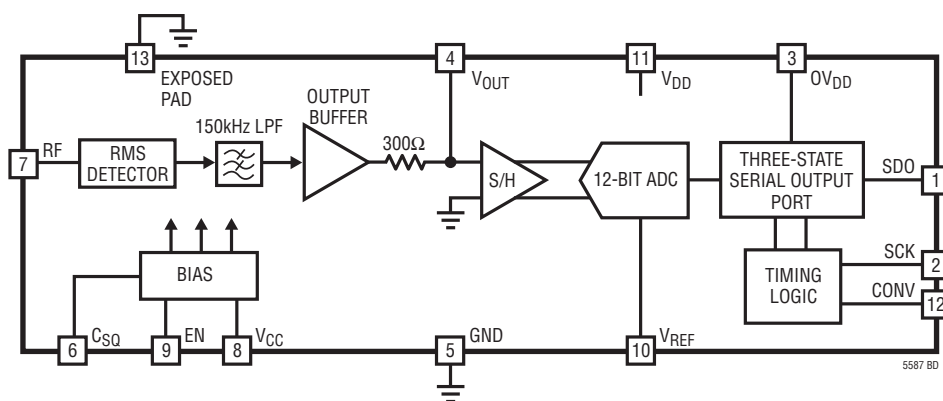 13
EXPOSED
PAD
4
VOUT
11
VDD
3
OVDD
OUTPUT
BUFFER
150kHz LPF
300Ω
7
RF
RMS
DETECTOR
S/H
12-BIT ADC
THREE-STATE
SERIAL OUTPUT
PORT
SDO
1
BIAS
TIMING
LOGIC
SCK
2
CONV
12
6
CSQ
9
EN
8
VCC
5
GND
10
VREF
5587 BD